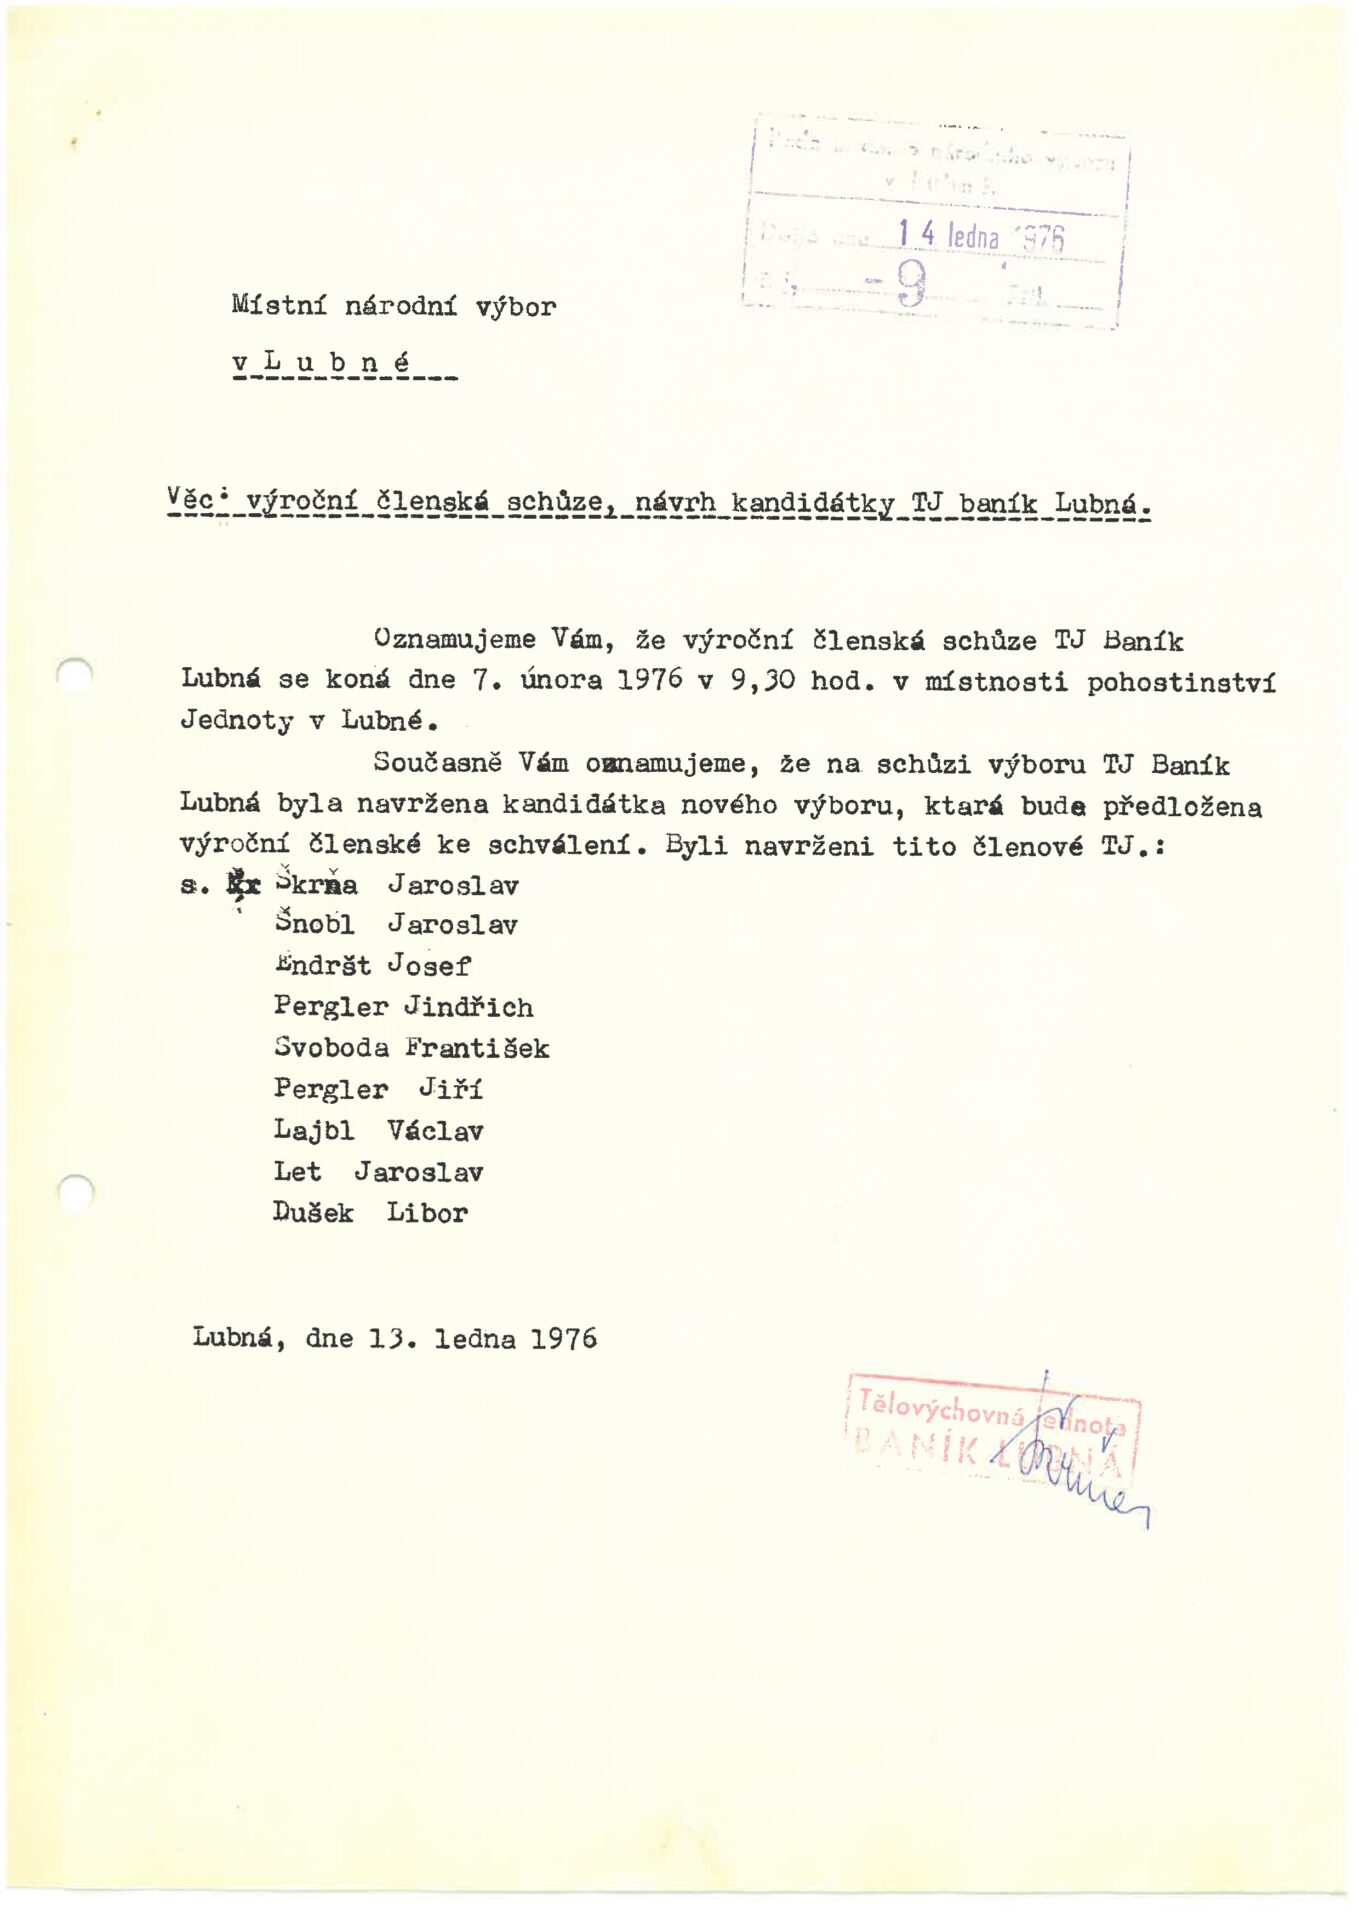 národního výboru
v
14 ledna 1976
-9
Místní národní výbor
v L u b n é
Věc: výroční členská schůze, návrh kandidátky TJ baník Lubná.
Oznamujeme Vám, že výroční členská schůze TJ Baník
Lubná se koná dne 7. února 1976 v 9,30 hod. v místnosti pohostinství
Jednoty v Lubné.
Současně Vám oznamujeme, že na schůzi výboru TJ Baník
Lubná byla navržena kandidátka nového výboru, ktará bude předložena
výroční členské ke schválení. Byli navrženi tito členové TJ.:
s. Škrňa Jaroslav
Šnobl Jaroslav
Endršt Josef
Pergler Jindřich
Svoboda František
Pergler Jiří
Lajbl Václav
Let Jaroslav
Dušek Libor
Lubná, dne 13. ledna 1976
Tělovýchovná jednota
BANÍK LUBNÁ